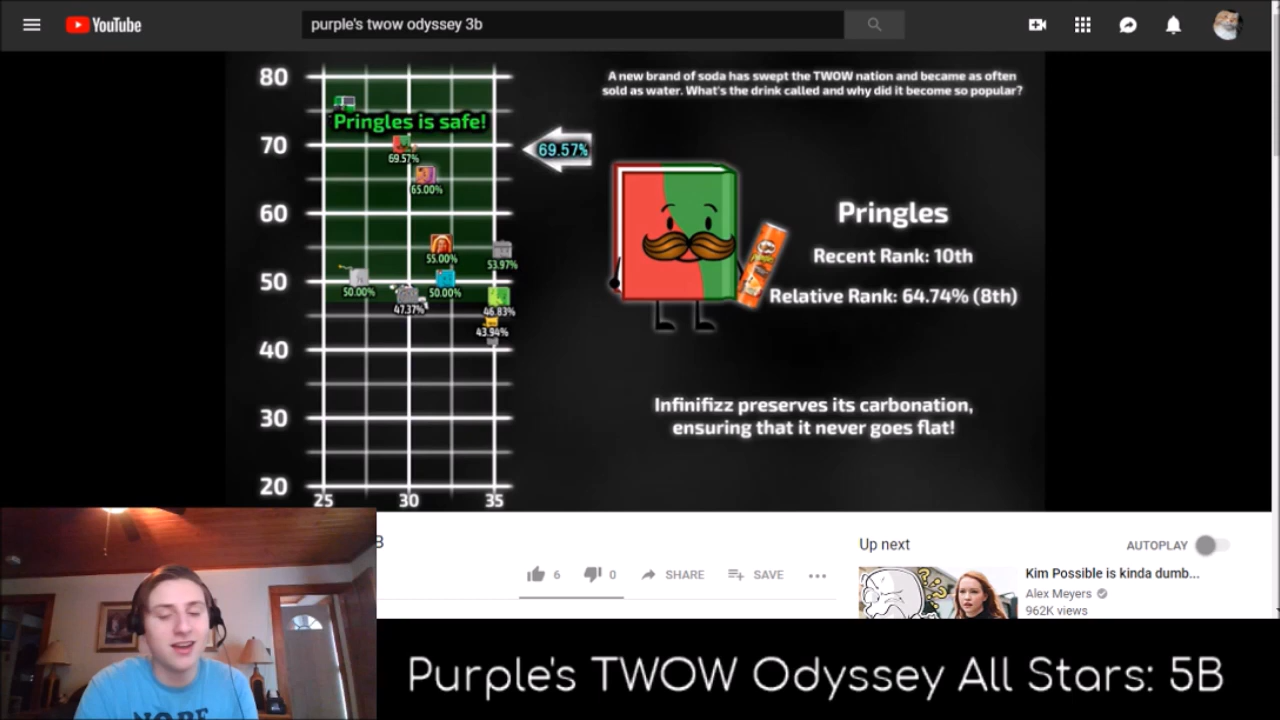 YouTube
purple's twow odyssey 3b
80
70
60
50
40
30
20
25
30
35
Pringles is safe!
69.57%
65.00%
55.00%
53.97%
50.00%
50.00%
47.37%
46.83%
43.94%
69.57%
A new brand of soda has swept the TWOW nation and became as often
sold as water. What's the drink called and why did it become so popular?
Pringles
Recent Rank: 10th
Relative Rank: 64.74% (8th)
Infinifizz preserves its carbonation,
ensuring that it never goes flat!
B
6
0
SHARE
SAVE
Up next
AUTOPLAY
Kim Possible is kinda dumb...
Alex Meyers
962K views
NOPE
Purple's TWOW Odyssey All Stars: 5B